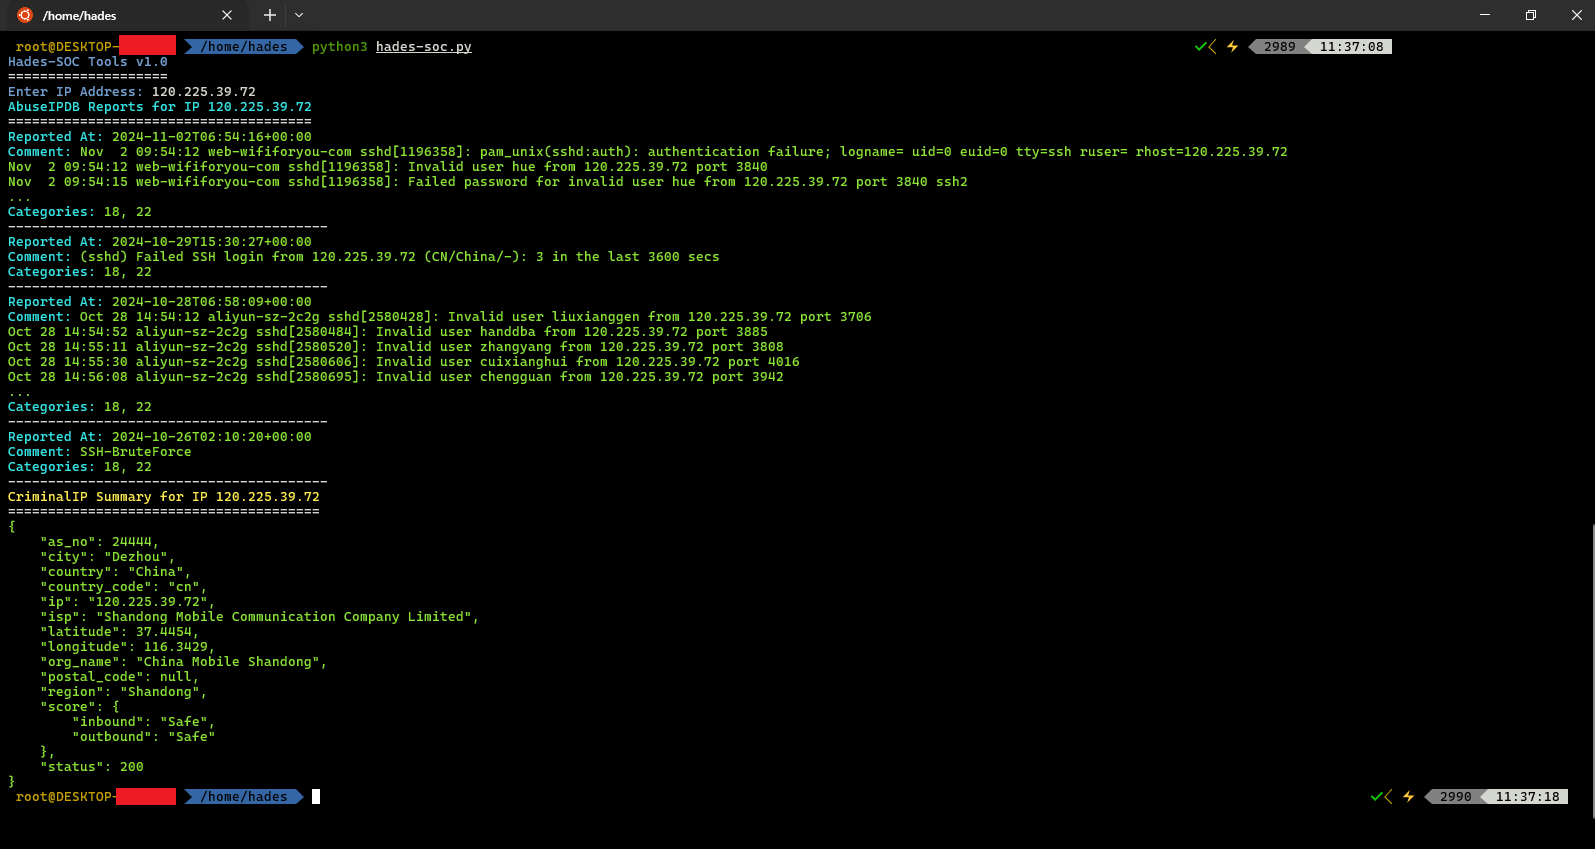 /home/hades
root@DESKTOP- /home/hades python3 hades-soc.py 2989 11:37:08
Hades-SOC Tools v1.0
====================
Enter IP Address: 120.225.39.72
AbuseIPDB Reports for IP 120.225.39.72
======================================
Reported At: 2024-11-02T06:54:16+00:00
Comment: Nov  2 09:54:12 web-wififoryou-com sshd[1196358]: pam_unix(sshd:auth): authentication failure; logname= uid=0 euid=0 tty=ssh ruser= rhost=120.225.39.72
Nov  2 09:54:12 web-wififoryou-com sshd[1196358]: Invalid user hue from 120.225.39.72 port 3840
Nov  2 09:54:15 web-wififoryou-com sshd[1196358]: Failed password for invalid user hue from 120.225.39.72 port 3840 ssh2
...
Categories: 18, 22
----------------------------------------
Reported At: 2024-10-29T15:30:27+00:00
Comment: (sshd) Failed SSH login from 120.225.39.72 (CN/China/-): 3 in the last 3600 secs
Categories: 18, 22
----------------------------------------
Reported At: 2024-10-28T06:58:09+00:00
Comment: Oct 28 14:54:12 aliyun-sz-2c2g sshd[2580428]: Invalid user liuxianggen from 120.225.39.72 port 3706
Oct 28 14:54:52 aliyun-sz-2c2g sshd[2580484]: Invalid user handdba from 120.225.39.72 port 3885
Oct 28 14:55:11 aliyun-sz-2c2g sshd[2580520]: Invalid user zhangyang from 120.225.39.72 port 3808
Oct 28 14:55:30 aliyun-sz-2c2g sshd[2580606]: Invalid user cuixianghui from 120.225.39.72 port 4016
Oct 28 14:56:08 aliyun-sz-2c2g sshd[2580695]: Invalid user chengguan from 120.225.39.72 port 3942
...
Categories: 18, 22
----------------------------------------
Reported At: 2024-10-26T02:10:20+00:00
Comment: SSH-BruteForce
Categories: 18, 22
----------------------------------------
CriminalIP Summary for IP 120.225.39.72
=======================================
{
    "as_no": 24444,
    "city": "Dezhou",
    "country": "China",
    "country_code": "cn",
    "ip": "120.225.39.72",
    "isp": "Shandong Mobile Communication Company Limited",
    "latitude": 37.4454,
    "longitude": 116.3429,
    "org_name": "China Mobile Shandong",
    "postal_code": null,
    "region": "Shandong",
    "score": {
        "inbound": "Safe",
        "outbound": "Safe"
    },
    "status": 200
}
root@DESKTOP- /home/hades 2990 11:37:18